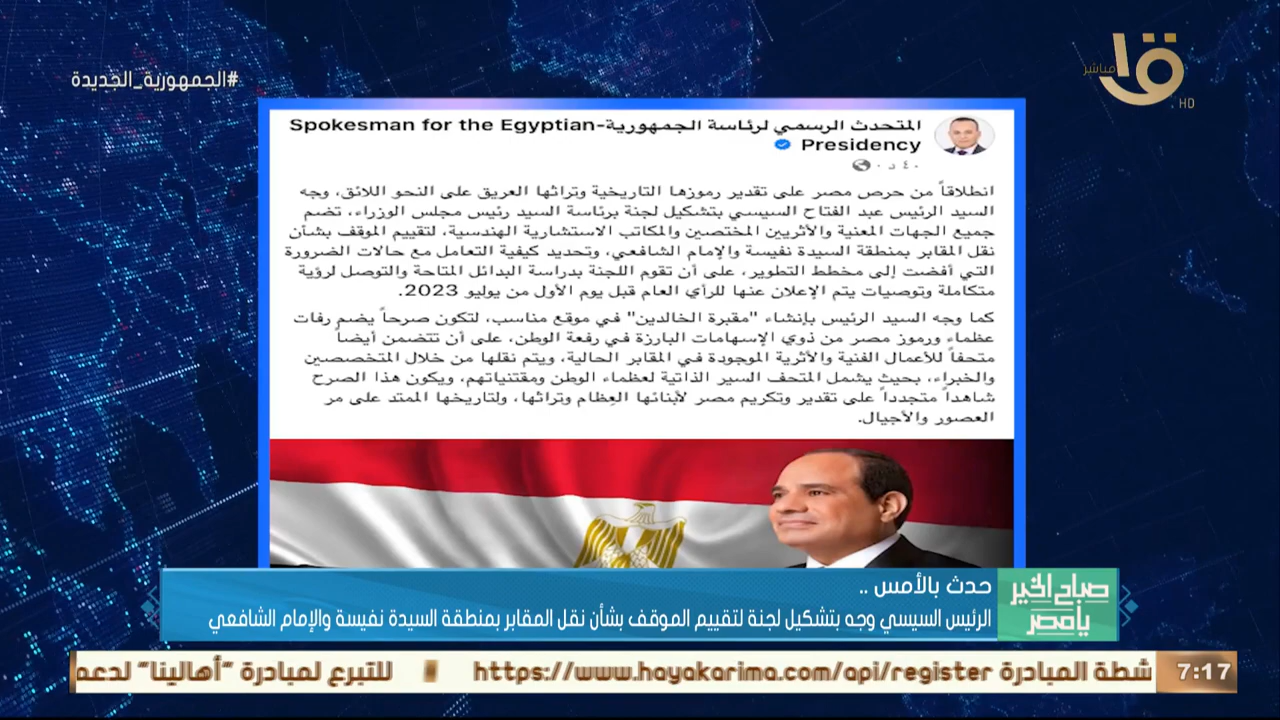 #الجمهورية_الجديدة
مباشر
HD
المتحدث الرسمي لرئاسة الجمهورية-Spokesman for the Egyptian
Presidency
٤٠ د ·
انطلاقاً من حرص مصر على تقدير رموزها التاريخية وتراثها العريق على النحو اللائق، وجه
السيد الرئيس عبد الفتاح السيسي بتشكيل لجنة برئاسة السيد رئيس مجلس الوزراء، تضم
جميع الجهات المعنية والأثريين المختصين والمكاتب الاستشارية الهندسية، لتقييم الموقف بشأن
نقل المقابر بمنطقة السيدة نفيسة والإمام الشافعي، وتحديد كيفية التعامل مع حالات الضرورة
التي أفضت إلى مخطط التطوير، على أن تقوم اللجنة بدراسة البدائل المتاحة والتوصل لرؤية
متكاملة وتوصيات يتم الإعلان عنها للرأي العام قبل يوم الأول من يوليو 2023.
كما وجه السيد الرئيس بإنشاء "مقبرة الخالدين" في موقع مناسب، لتكون صرحاً يضم رفات
عظماء ورموز مصر من ذوي الإسهامات البارزة في رفعة الوطن، على أن تتضمن أيضاً
متحفاً للأعمال الفنية والأثرية الموجودة في المقابر الحالية، ويتم نقلها من خلال المتخصصين
والخبراء، بحيث يشمل المتحف السير الذاتية لعظماء الوطن ومقتنياتهم، ويكون هذا الصرح
شاهداً متجدداً على تقدير وتكريم مصر لأبنائها العِظام وتراثها، ولتاريخها الممتد على مر
العصور والأجيال.
صباح الخير
يا مصر
حدث بالأمس ..
الرئيس السيسي وجه بتشكيل لجنة لتقييم الموقف بشأن نقل المقابر بمنطقة السيدة نفيسة والإمام الشافعي
7:17
شطة المبادرة https://www.hayakarima.com/api/register للتبرع لمبادرة “أهالينا” لدعم